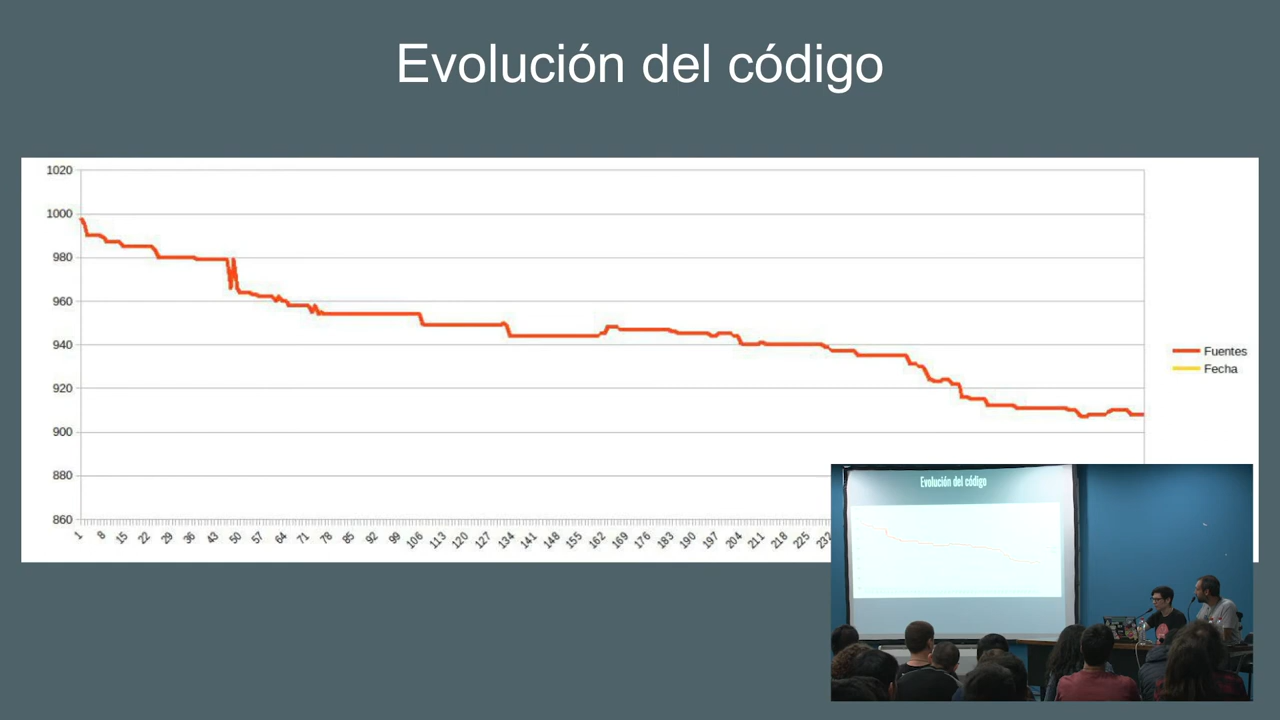 Evolución del código
1020
1000
980
960
940
920
900
880
860
1 8 15 22 29 36 43 50 57 64 71 78 85 92 99 106 113 120 127 134 141 148 155 162 169 176 183 190 197 204 211 218 225 232
Fuentes
Fecha
Evolución del código